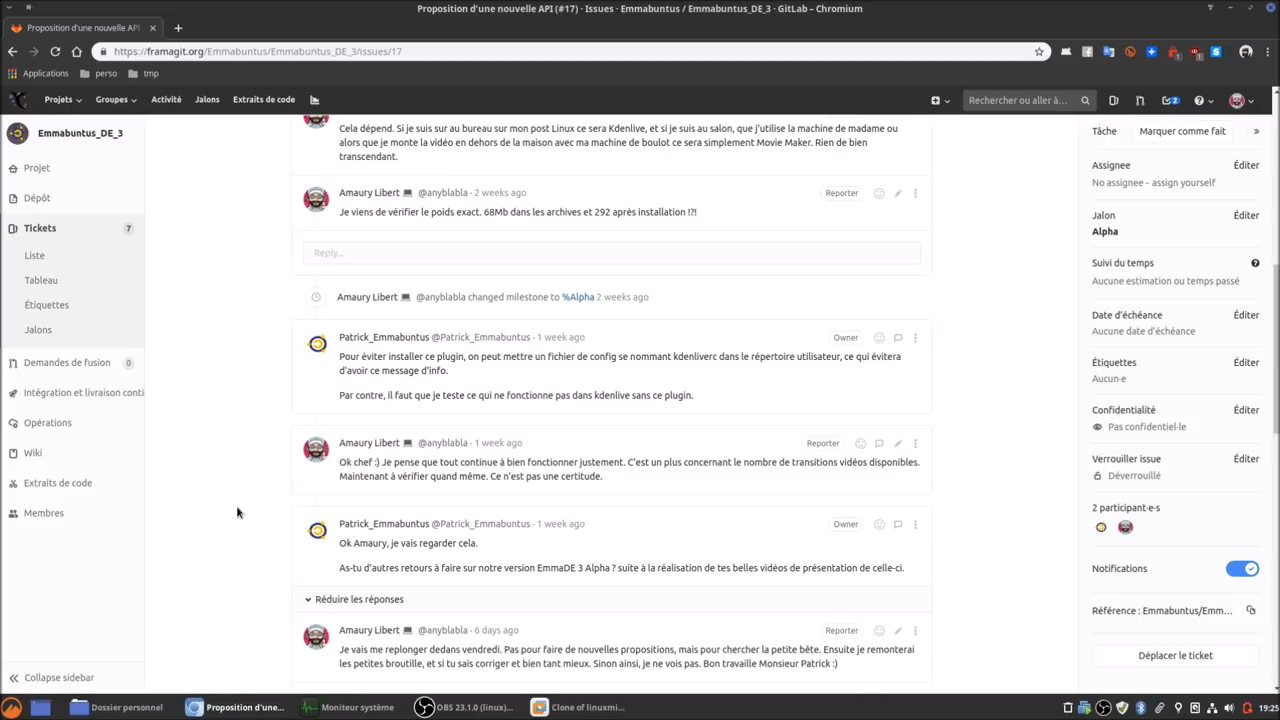 Proposition d'une nouvelle API (#17) · Issues · Emmabuntus / Emmabuntus_DE_3 · GitLab – Chromium
Proposition d'une nouvelle API
https://framagit.org/Emmabuntus/Emmabuntus_DE_3/issues/17
Applications perso tmp
Projets Groupes Activité Jalons Extraits de code
Rechercher ou aller à… 2
Emmabuntus_DE_3
Projet
Dépôt
Tickets 7
Liste
Tableau
Étiquettes
Jalons
Demandes de fusion 0
Intégration et livraison conti
Opérations
Wiki
Extraits de code
Membres
Collapse sidebar
Cela dépend. Si je suis sur au bureau sur mon post Linux ce sera Kdenlive, et si je suis au salon, que j'utilise la machine de madame ou
alors que je monte la vidéo en dehors de la maison avec ma machine de boulot ce sera simplement Movie Maker. Rien de bien
transcendant.
Amaury Libert @anyblabla · 2 weeks ago Reporter
Je viens de vérifier le poids exact. 68Mb dans les archives et 292 après installation !?!
Reply…
Amaury Libert @anyblabla changed milestone to %Alpha 2 weeks ago
Patrick_Emmabuntus @Patrick_Emmabuntus · 1 week ago Owner
Pour éviter installer ce plugin, on peut mettre un fichier de config se nommant kdenliverc dans le répertoire utilisateur, ce qui évitera
d'avoir ce message d'info.
Par contre, il faut que je teste ce qui ne fonctionne pas dans kdenlive sans ce plugin.
Amaury Libert @anyblabla · 1 week ago Reporter
Ok chef :) Je pense que tout continue à bien fonctionner justement. C'est un plus concernant le nombre de transitions vidéos disponibles.
Maintenant à vérifier quand même. Ce n'est pas une certitude.
Patrick_Emmabuntus @Patrick_Emmabuntus · 1 week ago Owner
Ok Amaury, je vais regarder cela.
As-tu d'autres retours à faire sur notre version EmmaDE 3 Alpha ? suite à la réalisation de tes belles vidéos de présentation de celle-ci.
Réduire les réponses
Amaury Libert @anyblabla · 6 days ago Reporter
Je vais me replonger dedans vendredi. Pas pour faire de nouvelles propositions, mais pour chercher la petite bête. Ensuite je remonterai
les petites broutille, et si tu sais corriger et bien tant mieux. Sinon ainsi, je ne vois pas. Bon travaille Monsieur Patrick :)
Tâche Marquer comme fait
Assignee Éditer
No assignee - assign yourself
Jalon Éditer
Alpha
Suivi du temps
Aucune estimation ou temps passé
Date d'échéance Éditer
Aucune date d'échéance
Étiquettes Éditer
Aucun·e
Confidentialité Éditer
Pas confidentiel·le
Verrouiller issue Éditer
Déverrouillé
2 participant·e·s
Notifications
Référence : Emmabuntus/Emm…
Déplacer le ticket
Dossier personnel Proposition d'une... Moniteur système OBS 23.1.0 (linux)... Clone of linuxmi... 19:25